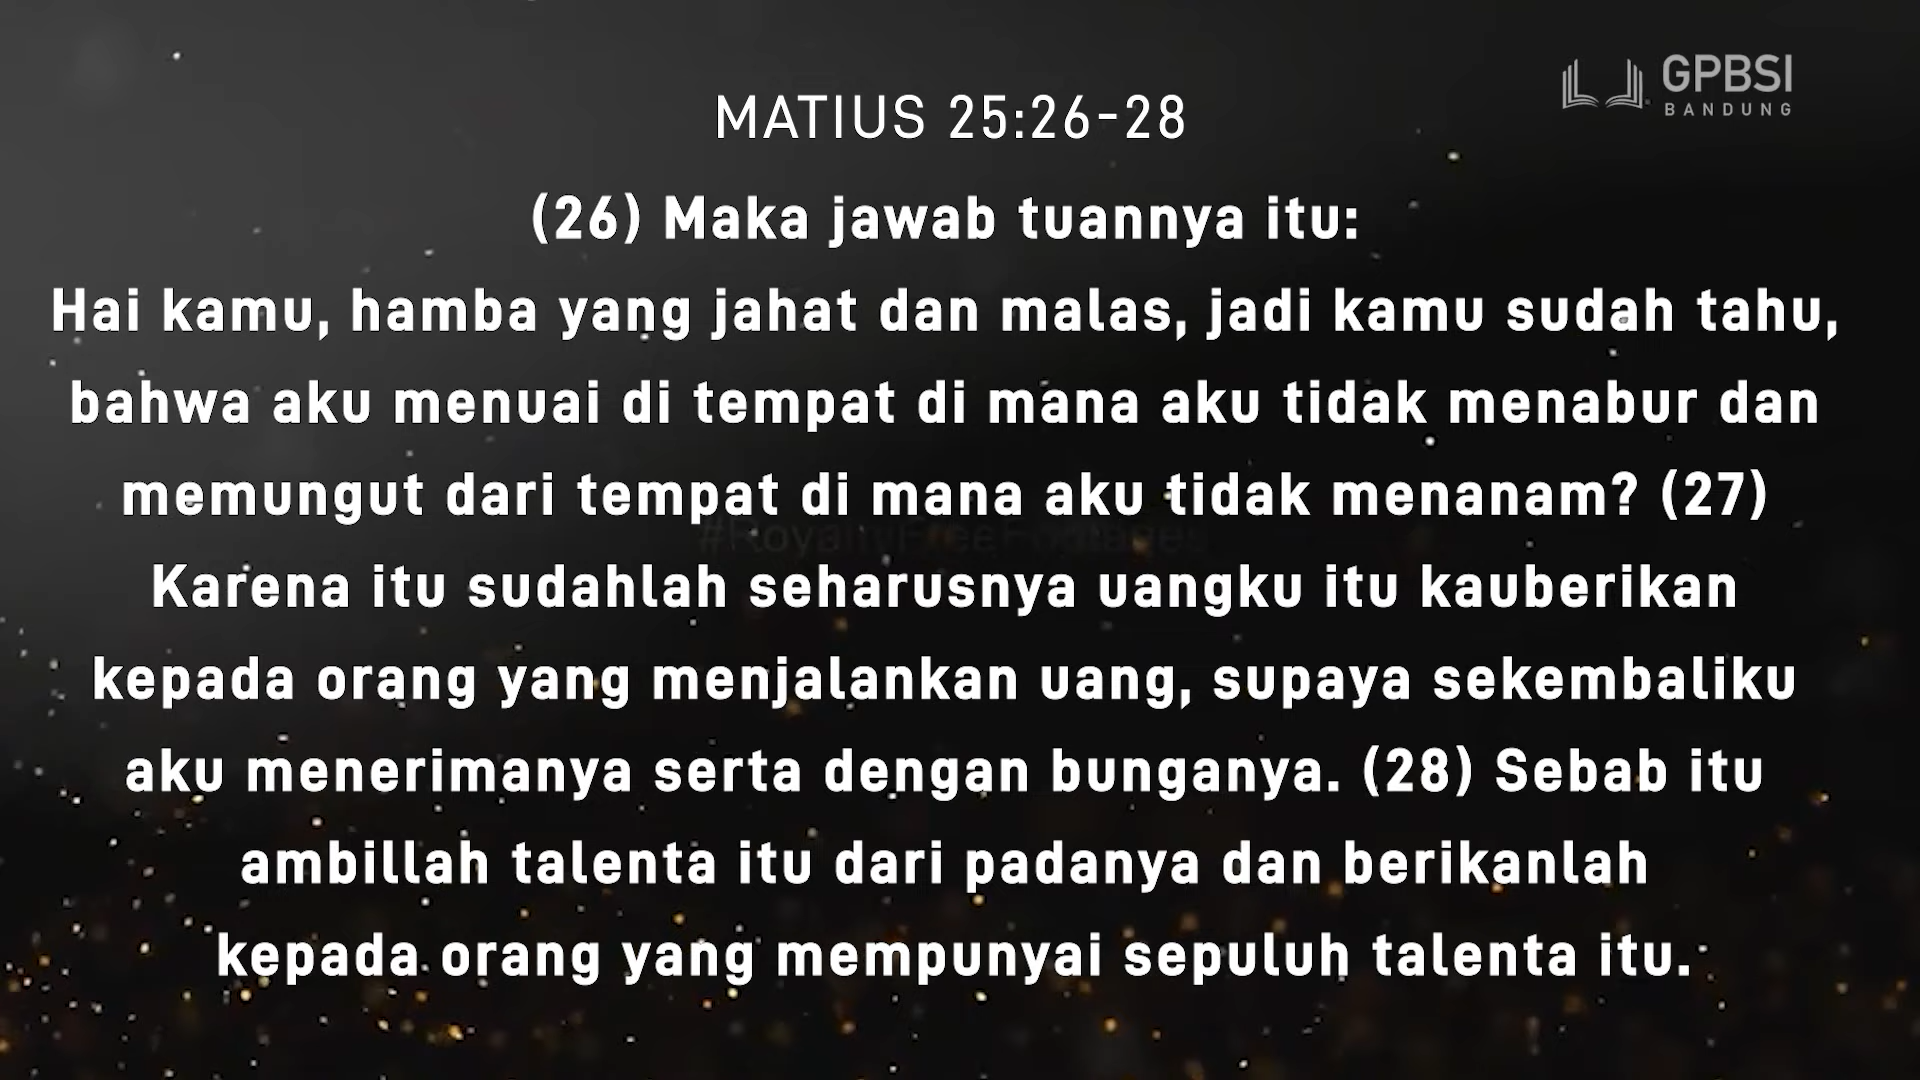 GPBSI
BANDUNG
MATIUS 25:26-28
(26) Maka jawab tuannya itu:
Hai kamu, hamba yang jahat dan malas, jadi kamu sudah tahu,
bahwa aku menuai di tempat di mana aku tidak menabur dan
memungut dari tempat di mana aku tidak menanam? (27)
#RoyaltyFreeFootages
Karena itu sudahlah seharusnya uangku itu kauberikan
kepada orang yang menjalankan uang, supaya sekembaliku
aku menerimanya serta dengan bunganya. (28) Sebab itu
ambillah talenta itu dari padanya dan berikanlah
kepada orang yang mempunyai sepuluh talenta itu.